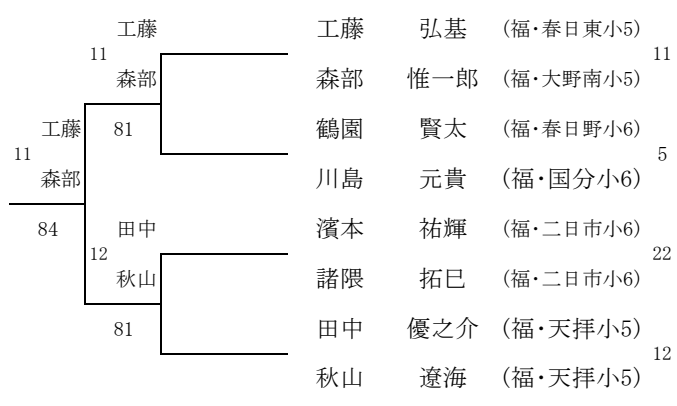 工藤 工藤 弘基 (福・春日東小5)
11 11
森部 森部 惟一郎 (福・大野南小5)
工藤 81 鶴園 賢太 (福・春日野小6)
11 5
森部 川島 元貴 (福・国分小6)
84 田中 濱本 祐輝 (福・二日市小6)
12 22
秋山 諸隈 拓巳 (福・二日市小6)
81 田中 優之介 (福・天拝小5)
12
秋山 遼海 (福・天拝小5)